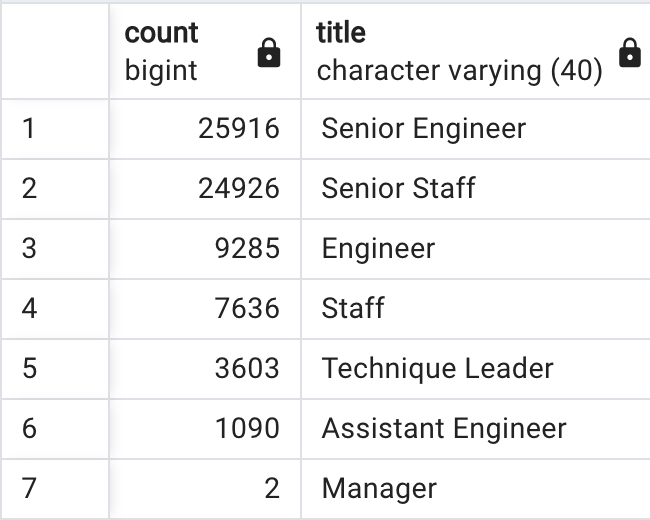 count title
bigint character varying (40)
1 25916 Senior Engineer
2 24926 Senior Staff
3 9285 Engineer
4 7636 Staff
5 3603 Technique Leader
6 1090 Assistant Engineer
7 2 Manager